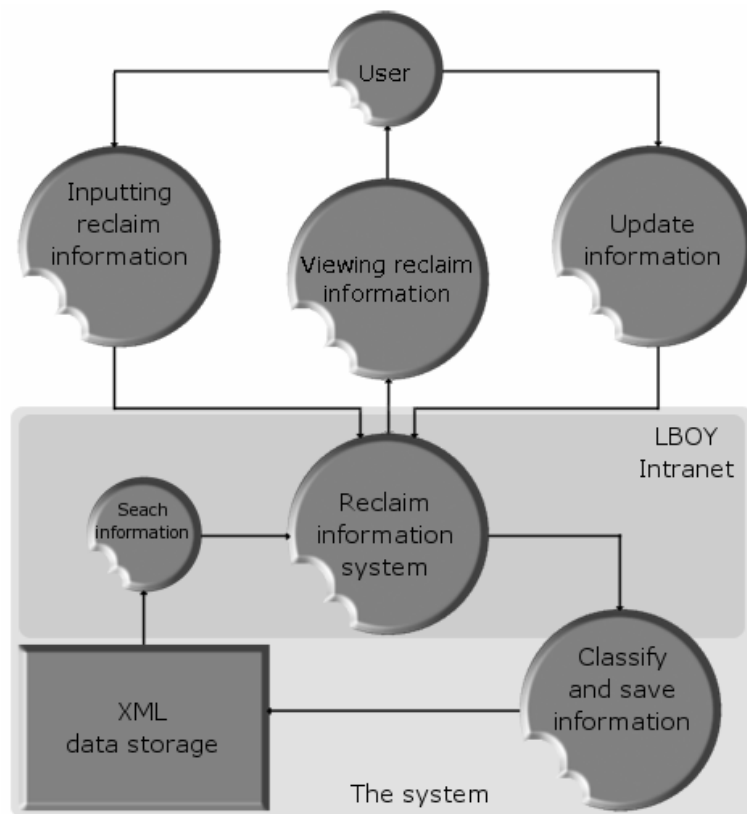 User
Inputting
reclaim
information
Viewing reclaim
information
Update
information
LBOY
Intranet
Seach
information
Reclaim
information
system
Classify
and save
information
XML
data storage
The system